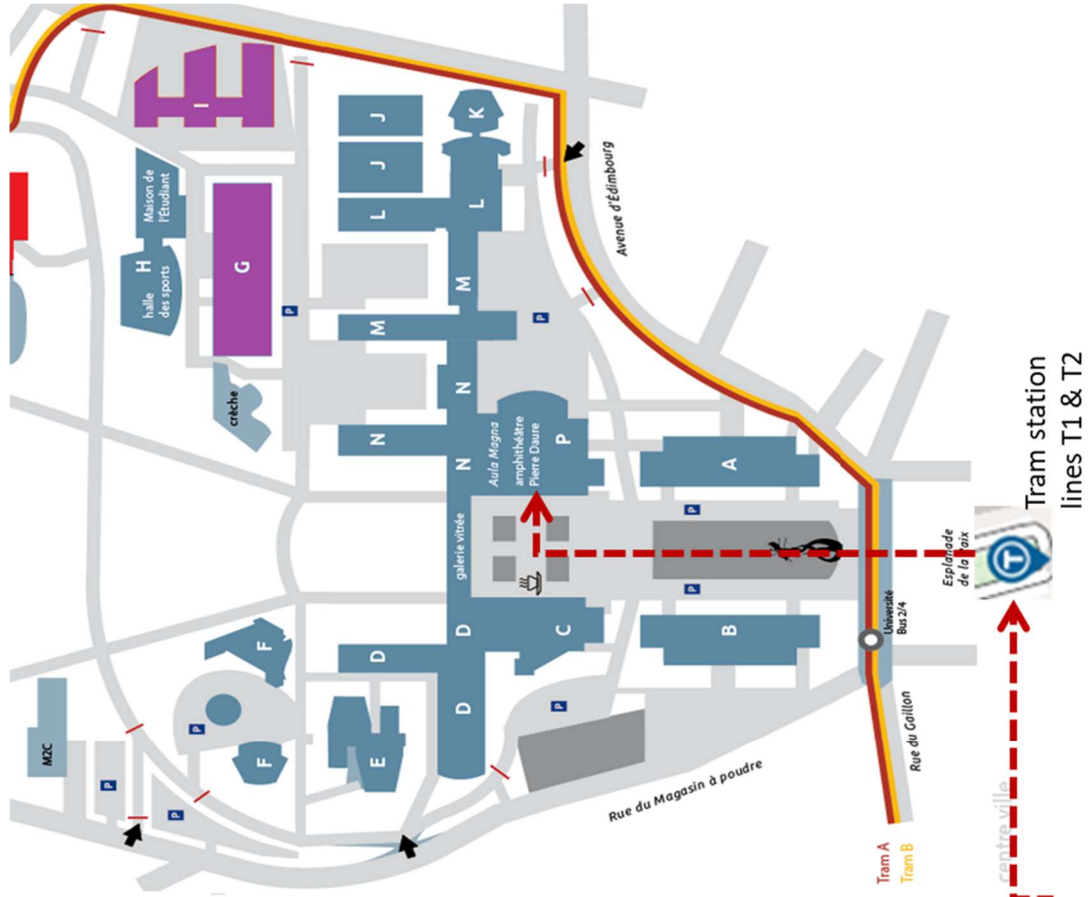 I
Maison de
l'Étudiant
H
halle
des sports
G
crèche
P
J
J
K
L
L
M
M
P
N
N
N
Aula Magna
amphithéâtre
Pierre Daure
P
galerie vitrée
Avenue d'Édimbourg
A
P
P
B
C
D
D
D
E
F
F
P
P
M2C
P
P
Rue du Magasin à poudre
Esplanade
de la Paix
Université
Bus 2/4
Rue du Gaillon
Tram A
Tram B
centre ville
T
Tram station
lines T1 & T2